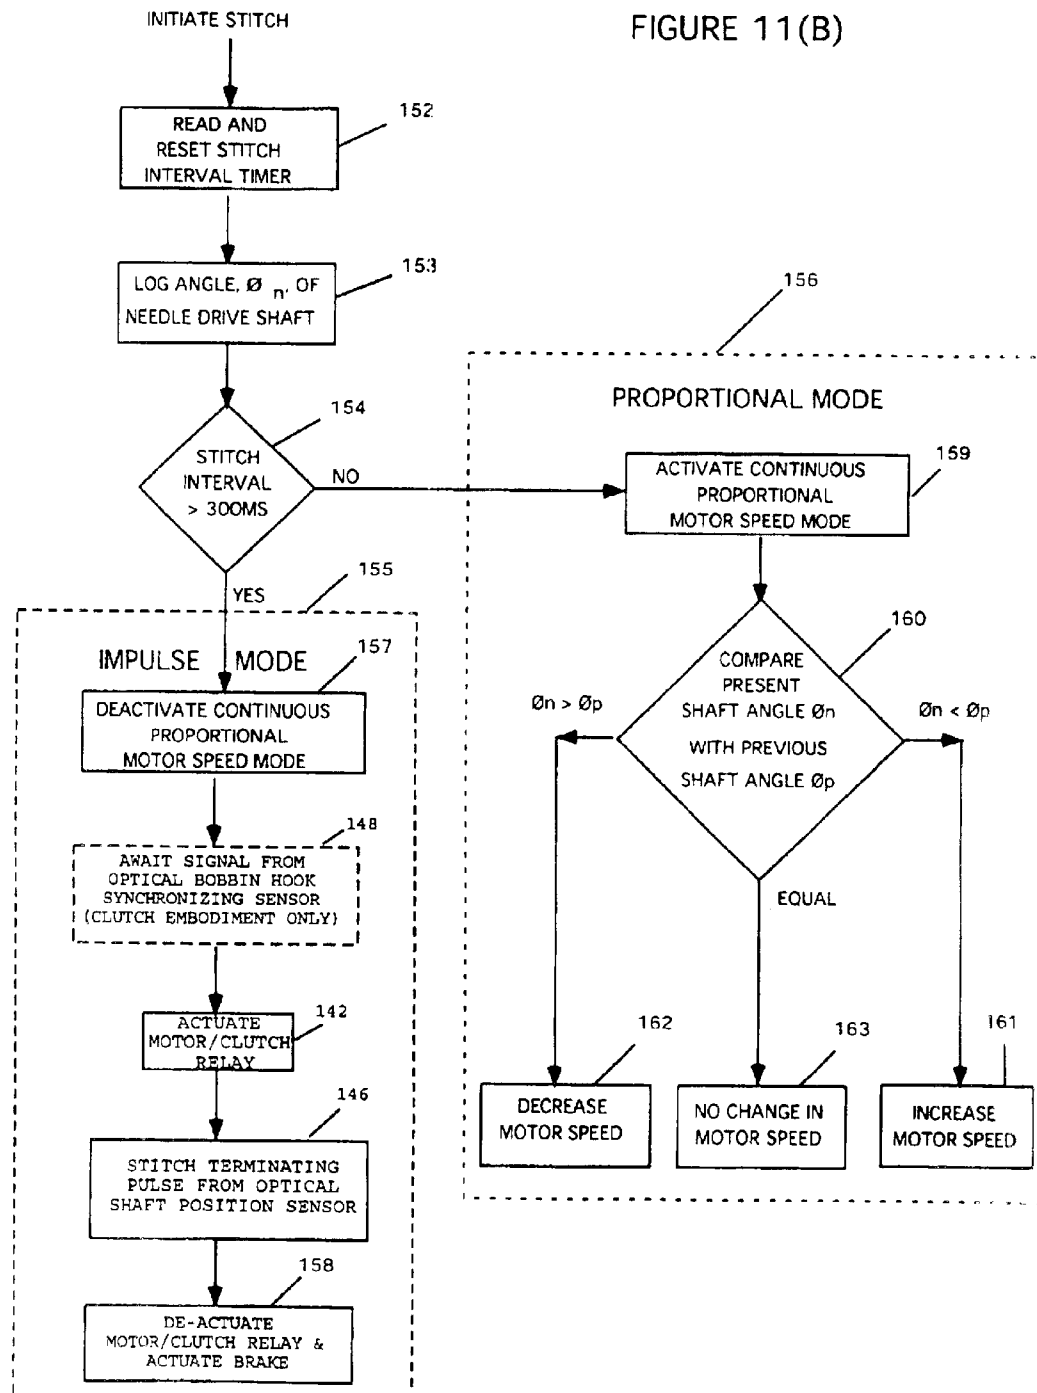 FIGURE 11(B)
INITIATE STITCH
152
READ AND
RESET STITCH
INTERVAL TIMER
153
LOG ANGLE, Ø n, OF
NEEDLE DRIVE SHAFT
154
STITCH
INTERVAL
> 300MS
NO
YES
155
IMPULSE MODE
157
DEACTIVATE CONTINUOUS
PROPORTIONAL
MOTOR SPEED MODE
148
AWAIT SIGNAL FROM
OPTICAL BOBBIN HOOK
SYNCHRONIZING SENSOR
(CLUTCH EMBODIMENT ONLY)
142
ACTUATE
MOTOR/CLUTCH
RELAY
146
STITCH TERMINATING
PULSE FROM OPTICAL
SHAFT POSITION SENSOR
158
DE-ACTUATE
MOTOR/CLUTCH RELAY &
ACTUATE BRAKE
156
PROPORTIONAL MODE
159
ACTIVATE CONTINUOUS
PROPORTIONAL
MOTOR SPEED MODE
160
COMPARE
PRESENT
SHAFT ANGLE Øn
WITH PREVIOUS
SHAFT ANGLE Øp
Øn > Øp
Øn < Øp
EQUAL
162
DECREASE
MOTOR SPEED
163
NO CHANGE IN
MOTOR SPEED
161
INCREASE
MOTOR SPEED